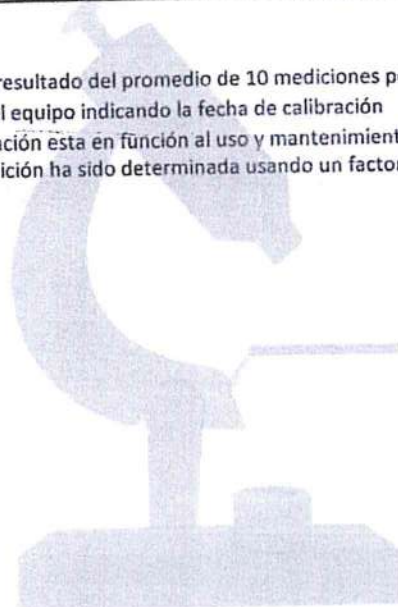 resultado del promedio de 10 mediciones p
l equipo indicando la fecha de calibración
ción esta en función al uso y mantenimient
ición ha sido determinada usando un factor